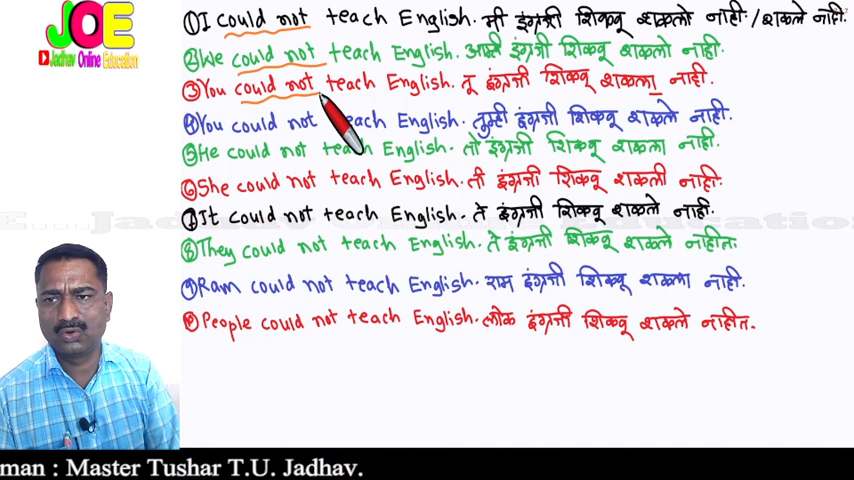 JOE
Jadhav Online Education
①I could not teach English. मी इंग्रजी शिकवू शकलो नाही./शकले नाही.
②We could not teach English. आम्ही इंग्रजी शिकवू शकलो नाही.
③You could not teach English. तू इंग्रजी शिकवू शकला नाही.
④You could not teach English. तुम्ही इंग्रजी शिकवू शकले नाही.
⑤He could not teach English. तो इंग्रजी शिकवू शकला नाही.
⑥She could not teach English. ती इंग्रजी शिकवू शकली नाही.
⑦It could not teach English. ते इंग्रजी शिकवू शकले नाही.
⑧They could not teach English. ते इंग्रजी शिकवू शकले नाहीत.
⑨Ram could not teach English. राम इंग्रजी शिकवू शकला नाही.
⑩People could not teach English. लोक इंग्रजी शिकवू शकले नाहीत.
man : Master Tushar T.U. Jadhav.